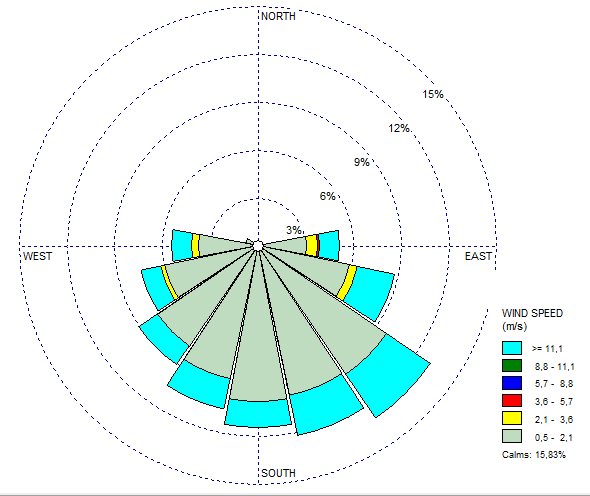 NORTH
15%
12%
9%
6%
3%
WEST
EAST
SOUTH
WIND SPEED
(m/s)
>= 11,1
8,8 - 11,1
5,7 - 8,8
3,6 - 5,7
2,1 - 3,6
0,5 - 2,1
Calms: 15,83%